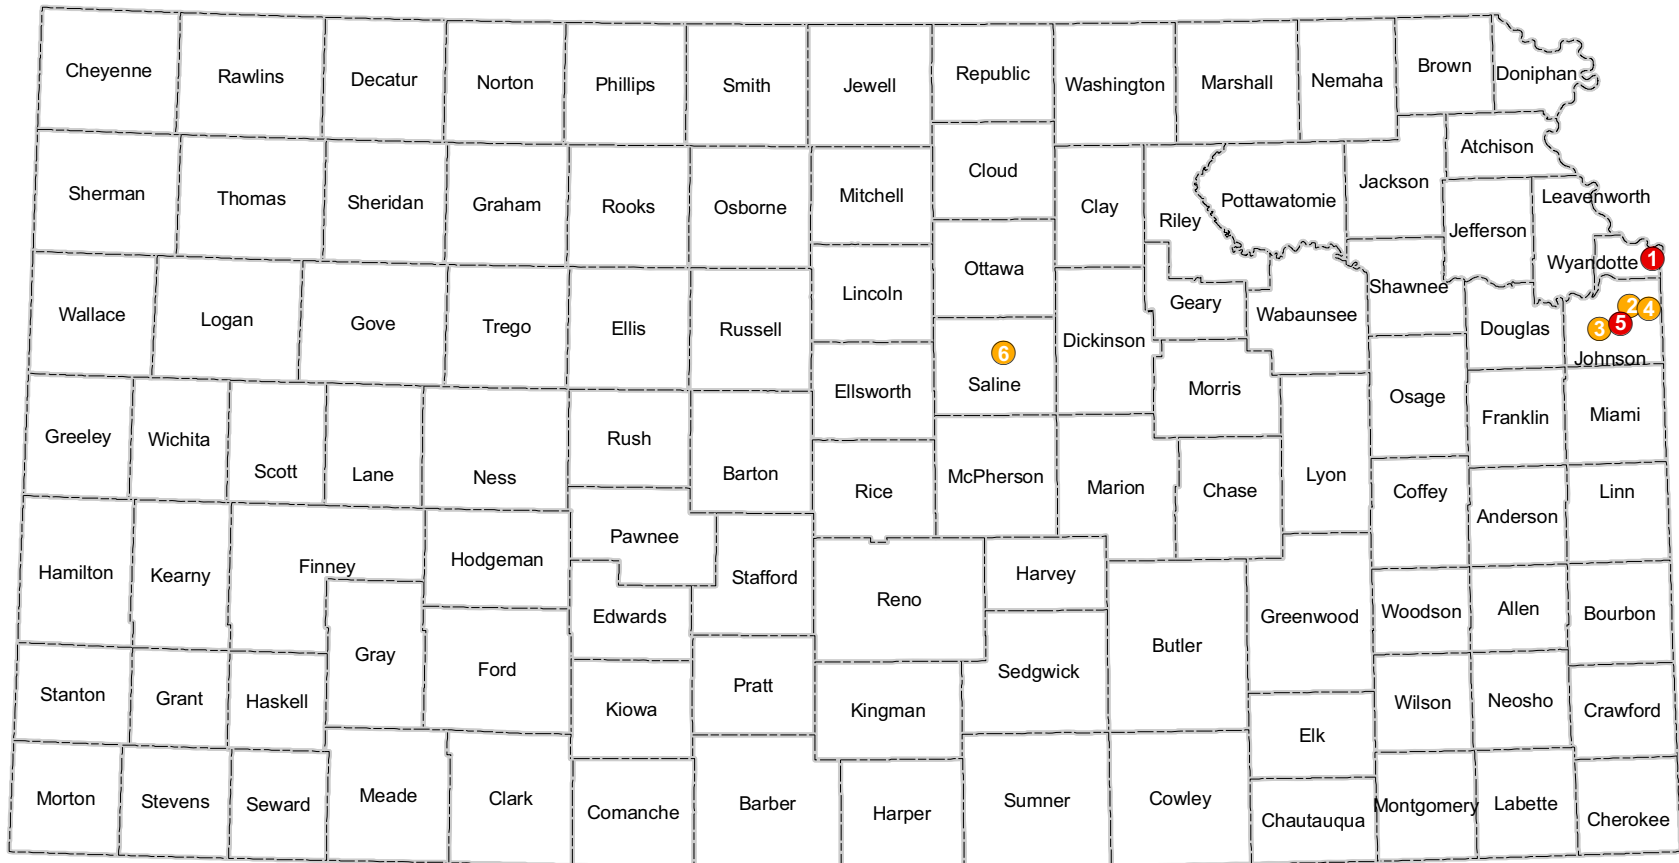 Cheyenne Rawlins Decatur Norton Phillips Smith Jewell Republic Washington Marshall Nemaha Brown Doniphan
Sherman Thomas Sheridan Graham Rooks Osborne Mitchell Cloud Clay Riley Pottawatomie Jackson Atchison
Leavenworth
Jefferson
Wyandotte 1
Wallace Logan Gove Trego Ellis Russell Lincoln Ottawa Geary Wabaunsee Shawnee
Douglas 3 5 2 4
Johnson
Dickinson
6
Saline
Ellsworth
Morris
Osage
Franklin
Miami
Greeley Wichita Scott Lane Ness Rush Barton Rice McPherson Marion Chase Lyon Coffey Anderson Linn
Hamilton Kearny Finney Hodgeman Pawnee Stafford Reno Harvey
Edwards
Greenwood Woodson Allen Bourbon
Gray Ford Butler
Stanton Grant Haskell Kiowa Pratt Kingman Sedgwick Elk Wilson Neosho Crawford
Morton Stevens Seward Meade Clark Comanche Barber Harper Sumner Cowley Chautauqua Montgomery Labette Cherokee